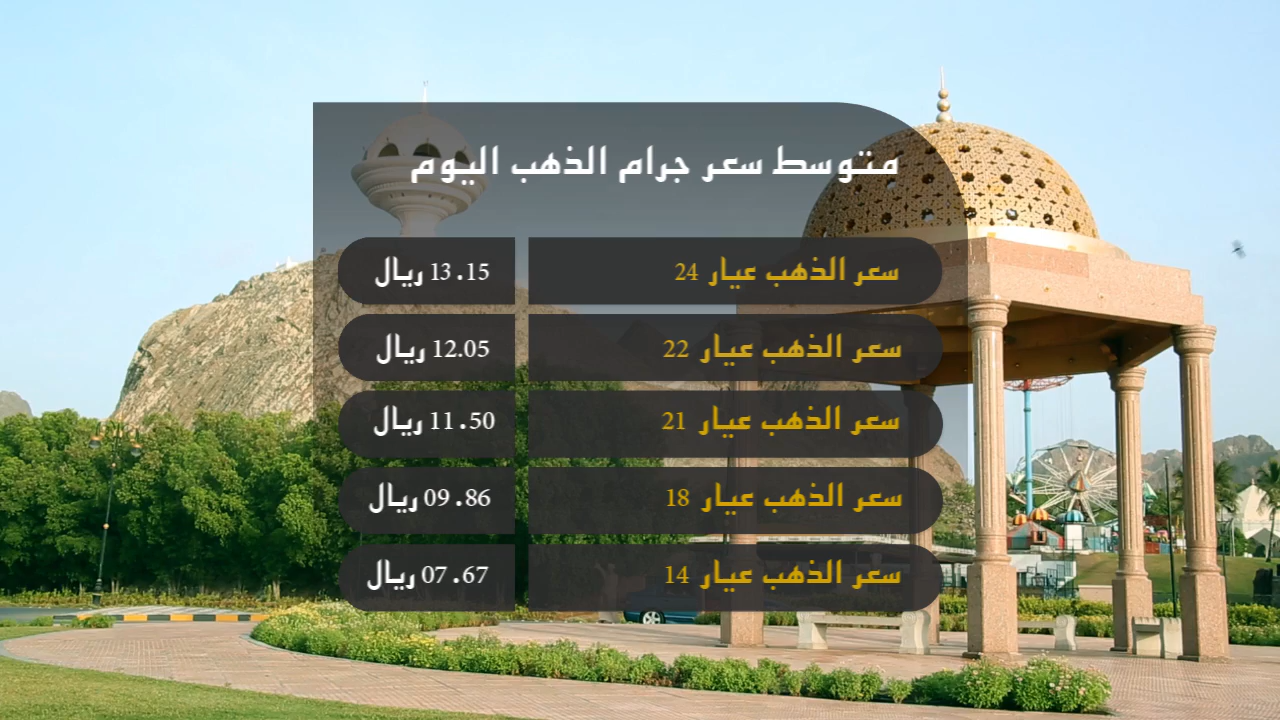 متوسط سعر جرام الذهب اليوم
سعر الذهب عيار 24 13.15 ريال
سعر الذهب عيار 22 12.05 ريال
سعر الذهب عيار 21 11.50 ريال
سعر الذهب عيار 18 09.86 ريال
سعر الذهب عيار 14 07.67 ريال